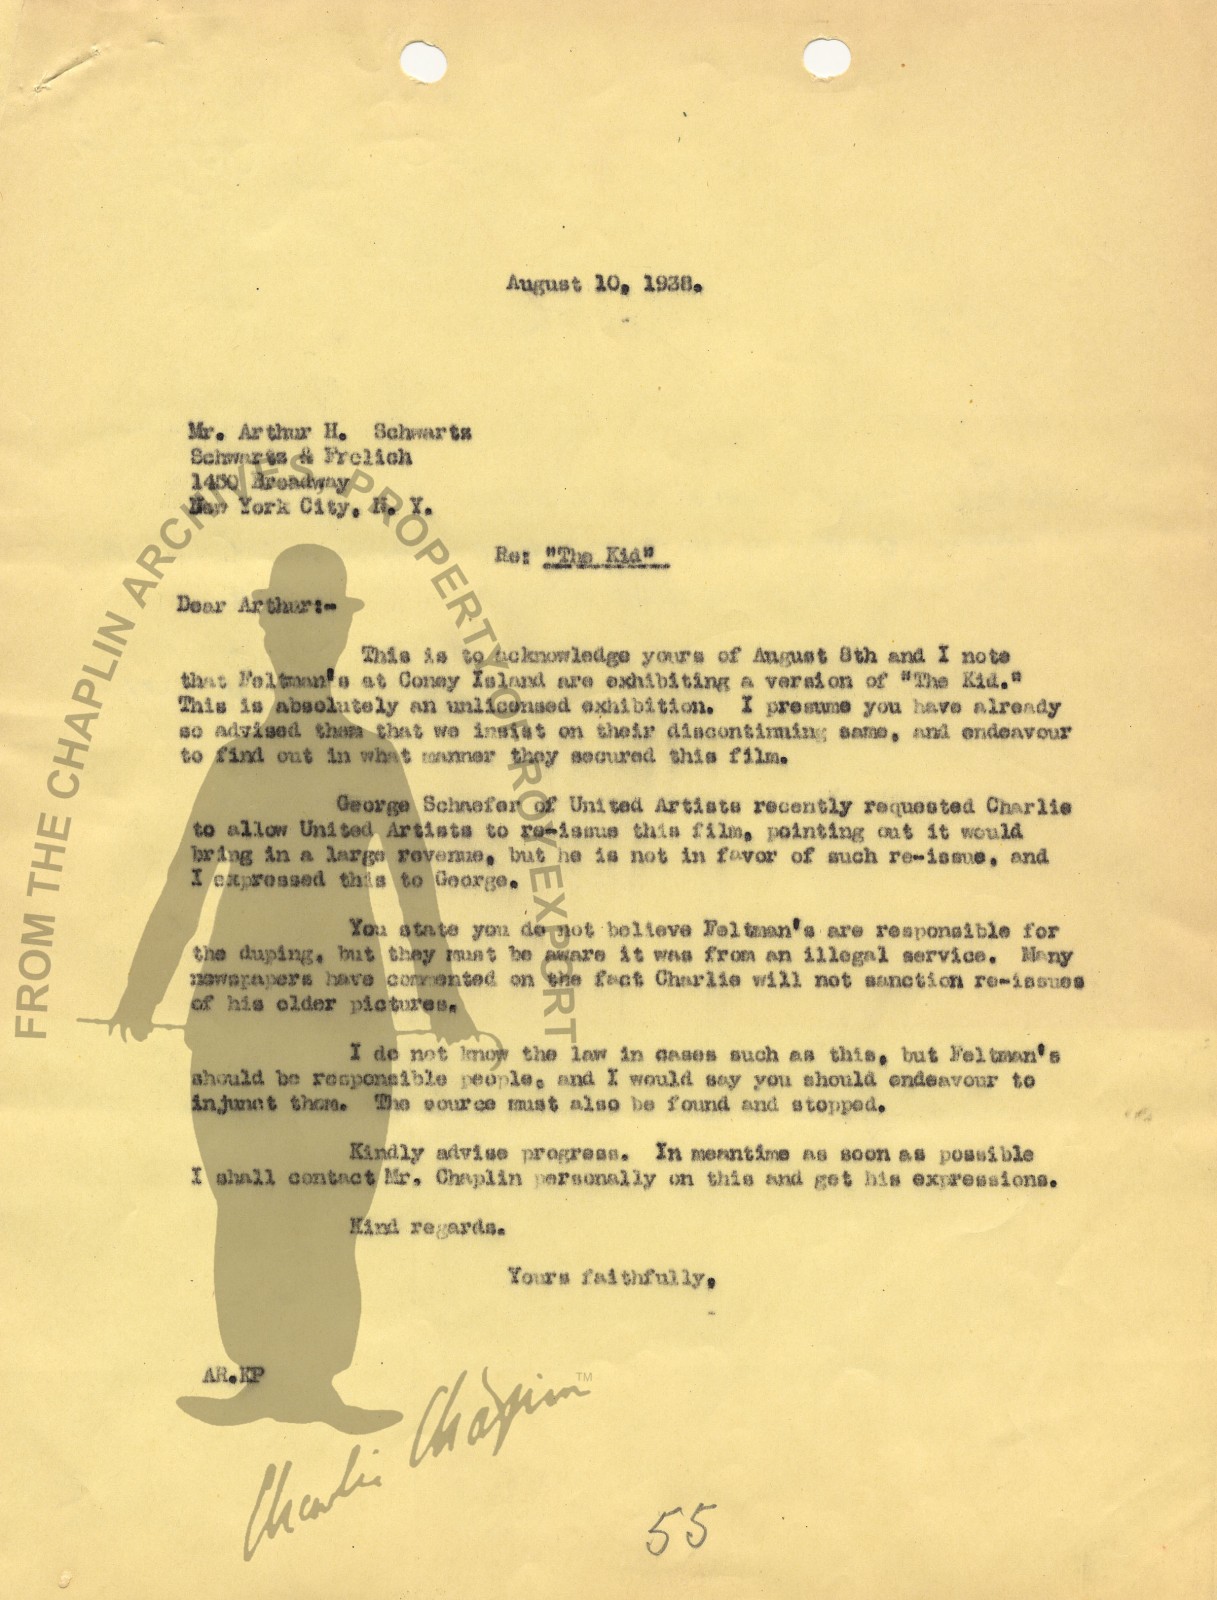 August 10, 1938.
Mr. Arthur H.  Schwartz
Schwartz & Frolich
1450 Broadway
New York City, N. Y.
Re: "The Kid"
Dear Arthur:-
This is to acknowledge yours of August 8th and I note
that Feltman's at Coney Island are exhibiting a version of "The Kid."
This is absolutely an unlicensed exhibition.  I presume you have already
so advised them that we insist on their discontinuing same, and endeavour
to find out in what manner they secured this film.
George Schaefer of United Artists recently requested Charlie
to allow United Artists to re-issue this film, pointing out it would
bring in a large revenue, but he is not in favor of such re-issue, and
I expressed this to George.
You state you do not believe Feltman's are responsible for
the duping, but they must be aware it was from an illegal service.  Many
newspapers have commented on the fact Charlie will not sanction re-issues
of his older pictures.
I do not know the law in cases such as this, but Feltman's
should be responsible people, and I would say you should endeavour to
injunct them.  The source must also be found and stopped.
Kindly advise progress.  In meantime as soon as possible
I shall contact Mr. Chaplin personally on this and get his expressions.
Kind regards.
Yours faithfully,
AR.KP
FROM THE CHAPLIN ARCHIVES, PROPERTY OF ROY EXPORT
Charlie Chaplin TM
55